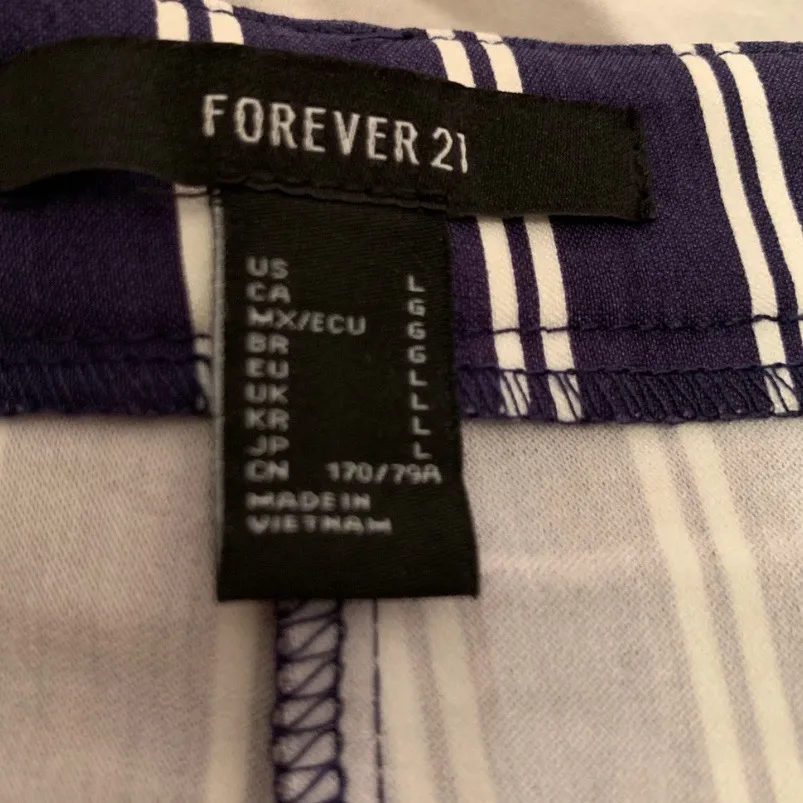 FOREVER 21
US L
CA G
MX/ECU G
BR G
EU L
UK L
KR L
JP L
CN 170/79A
MADE IN
VIETNAM